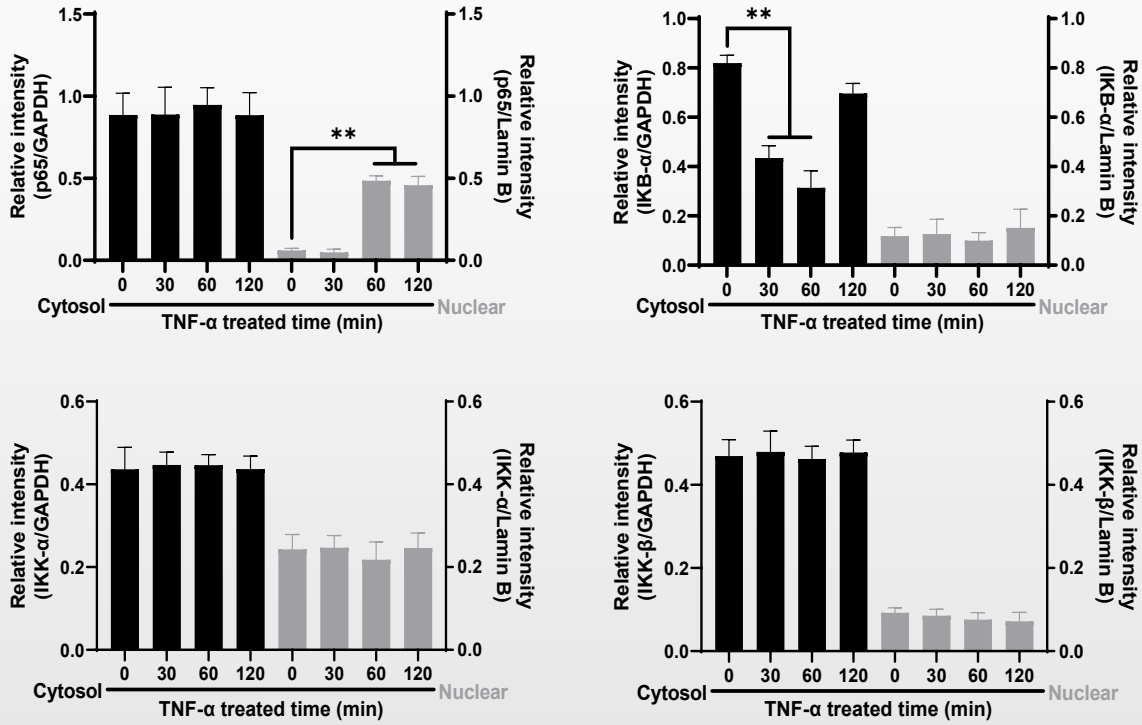 Relative intensity
(p65/GAPDH)
1.5
1.0
0.5
0.0
**
1.5
1.0
0.5
0.0
Relative intensity
(p65/Lamin B)
0 30 60 120 0 30 60 120
Cytosol Nuclear
TNF-α treated time (min)
Relative intensity
(IKB-α/GAPDH)
1.0
0.8
0.6
0.4
0.2
0.0
**
1.0
0.8
0.6
0.4
0.2
0.0
Relative intensity
(IKB-α/Lamin B)
0 30 60 120 0 30 60 120
Cytosol Nuclear
TNF-α treated time (min)
Relative intensity
(IKK-α/GAPDH)
0.6
0.4
0.2
0.0
0.6
0.4
0.2
0.0
Relative intensity
(IKK-α/Lamin B)
0 30 60 120 0 30 60 120
Cytosol Nuclear
TNF-α treated time (min)
Relative intensity
(IKK-β/GAPDH)
0.6
0.4
0.2
0.0
0.6
0.4
0.2
0.0
Relative intensity
(IKK-β/Lamin B)
0 30 60 120 0 30 60 120
Cytosol Nuclear
TNF-α treated time (min)